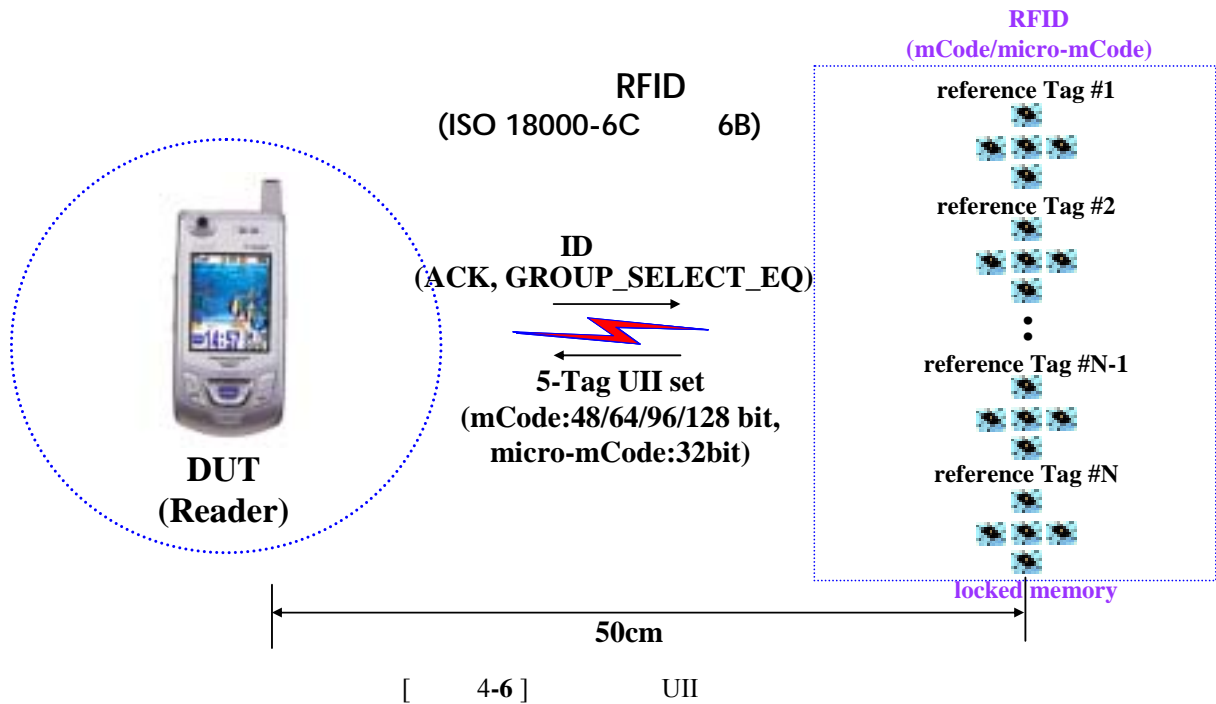 RFID
(mCode/micro-mCode)
RFID
(ISO 18000-6C 6B)
reference Tag #1
reference Tag #2
ID
(ACK, GROUP_SELECT_EQ)
5-Tag UII set
(mCode:48/64/96/128 bit,
micro-mCode:32bit)
reference Tag #N-1
reference Tag #N
14:57
DUT
(Reader)
locked memory
50cm
[ 4-6 ] UII